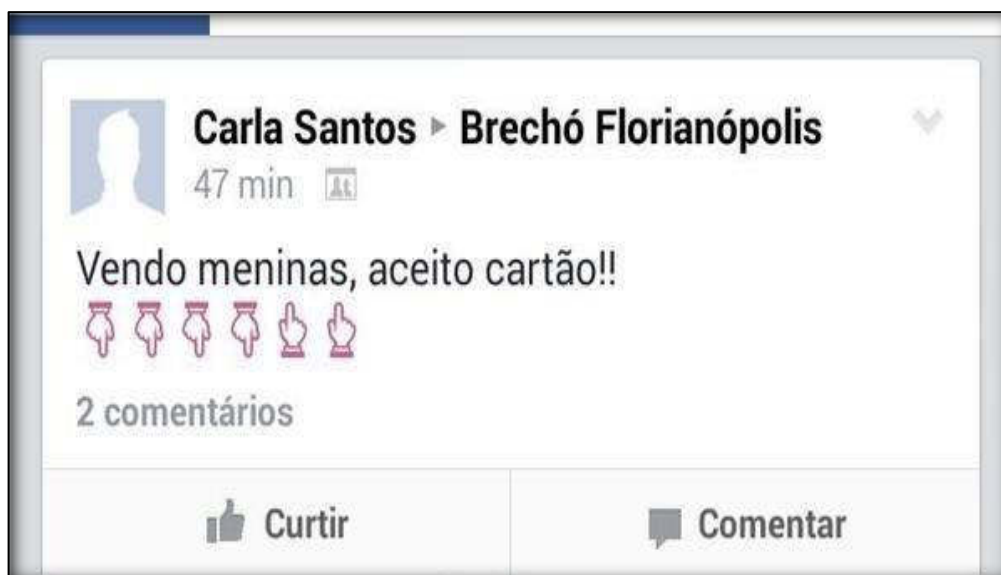 Carla Santos ▸ Brechó Florianópolis
47 min
Vendo meninas, aceito cartão!!
👇👇👇👇👆👆
2 comentários
Curtir
Comentar